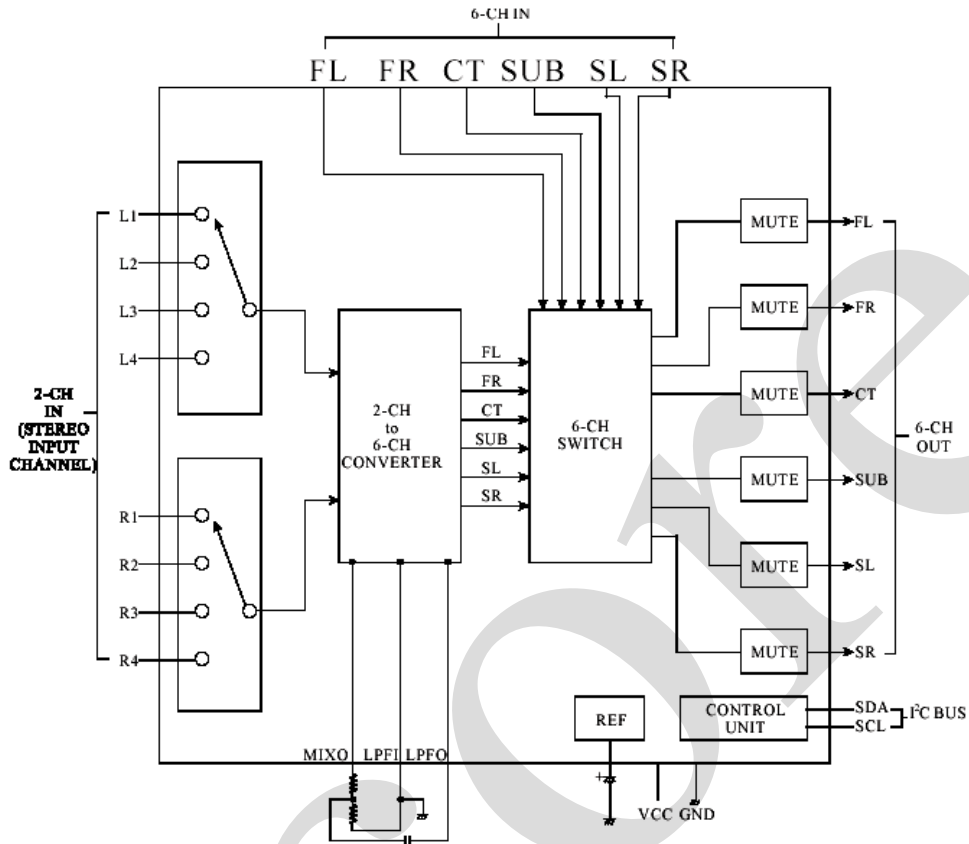 6-CH IN
FL FR CT SUB SL SR
L1
L2
L3
L4
2-CH
IN
(STEREO
INPUT
CHANNEL)
R1
R2
R3
R4
2-CH
to
6-CH
CONVERTER
FL
FR
CT
SUB
SL
SR
6-CH
SWITCH
MUTE FL
MUTE FR
MUTE CT
MUTE SUB
MUTE SL
MUTE SR
6-CH
OUT
REF
CONTROL
UNIT
SDA
SCL
I²C BUS
MIXO LPFI LPFO
+
VCC GND
ore